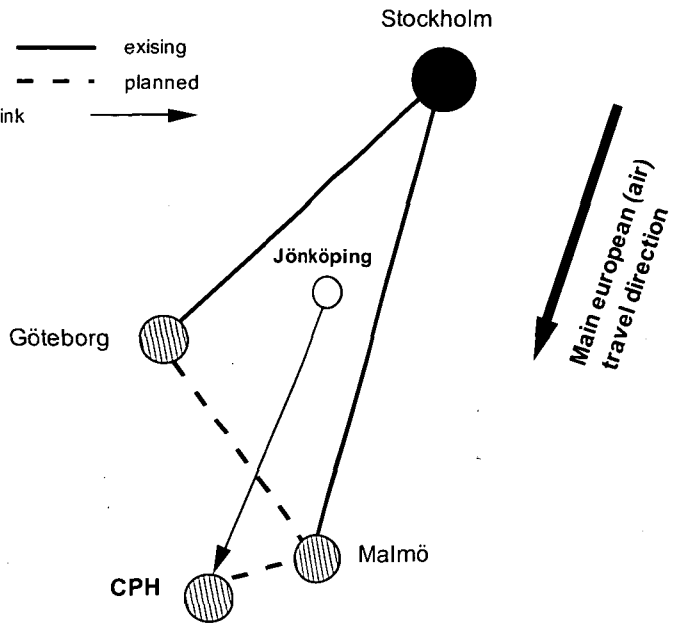 Stockholm
exising
planned
ink
Jönköping
Göteborg
Main european (air)
travel direction
Malmö
CPH